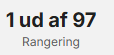 1 ud af 97
Rangering